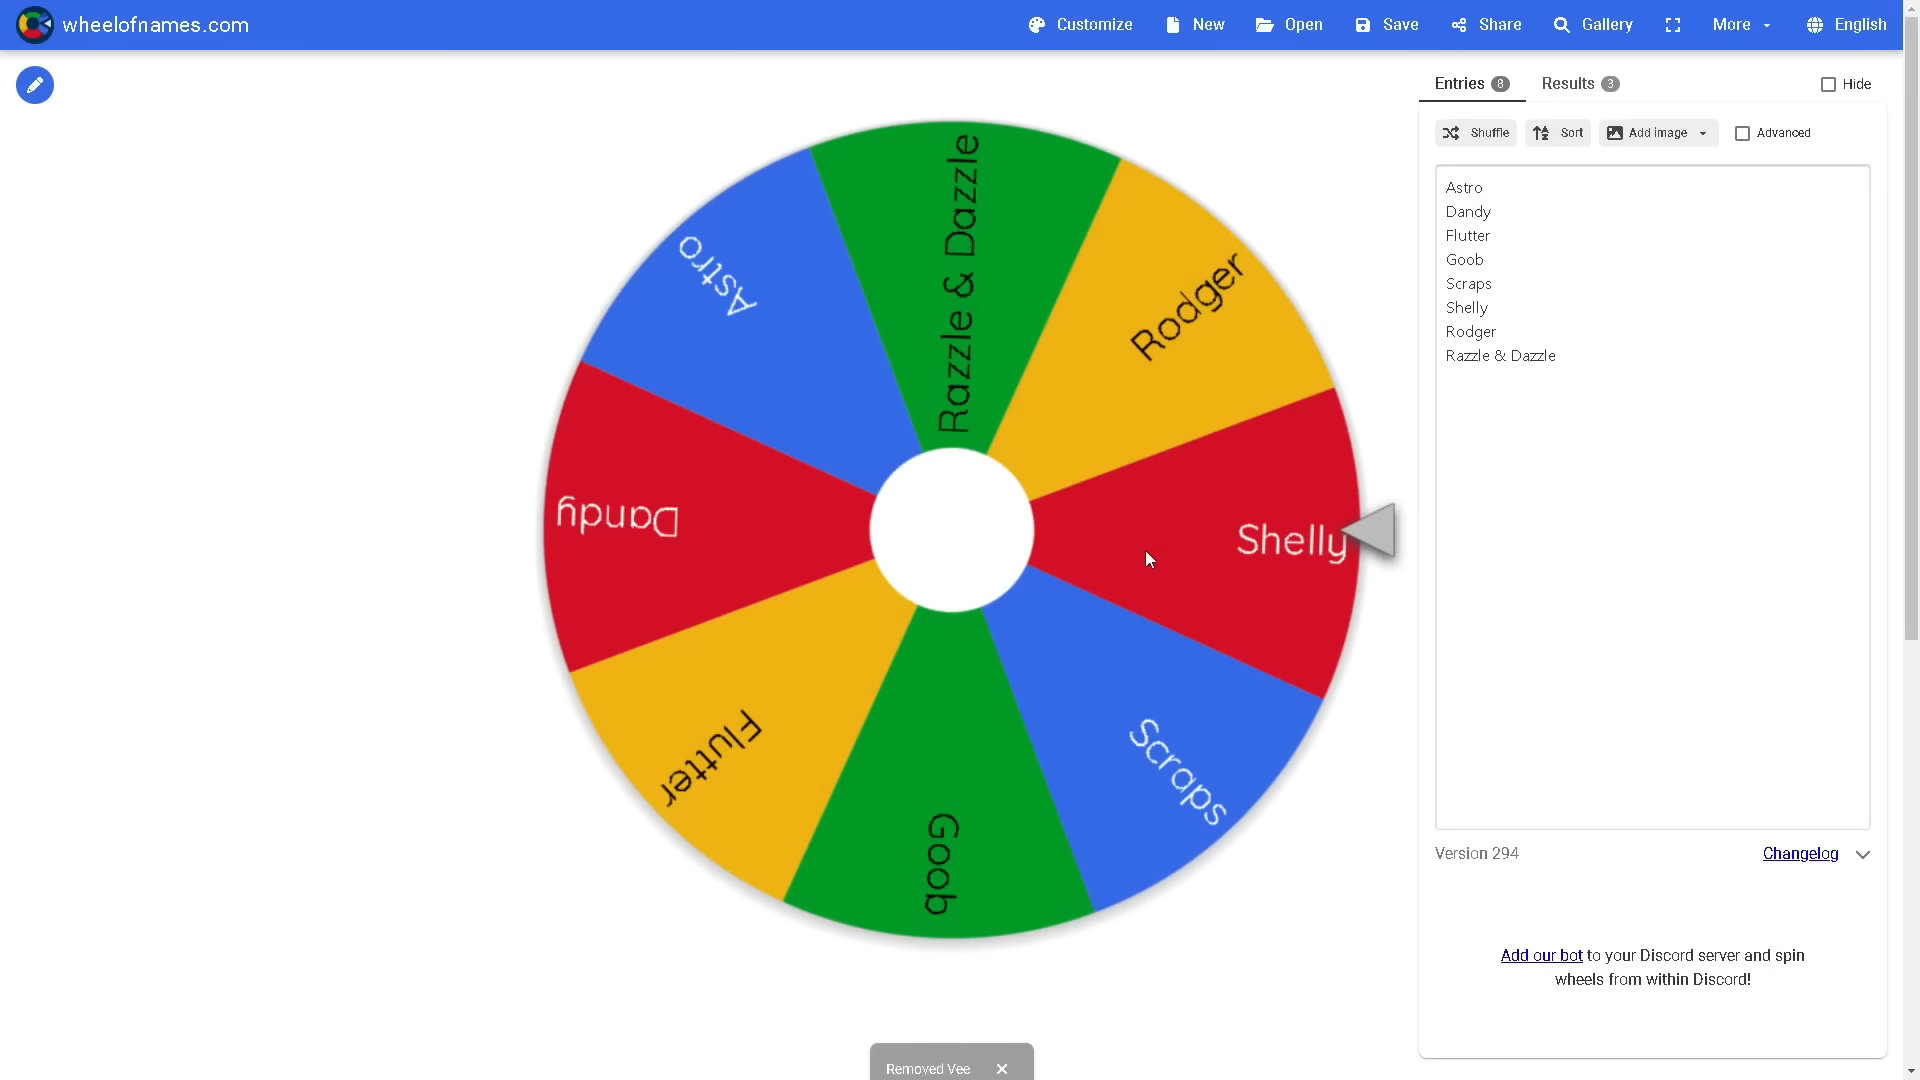 wheelofnames.com
Customize New Open Save Share Gallery More English
Entries 8 Results 3 Hide
Shuffle Sort Add image Advanced
Astro
Dandy
Flutter
Goob
Scraps
Shelly
Rodger
Razzle & Dazzle
Razzle & Dazzle
Rodger
Shelly
Scraps
Goob
Flutter
Dandy
Astro
Version 294 Changelog
Add our bot to your Discord server and spin
wheels from within Discord!
Removed Vee